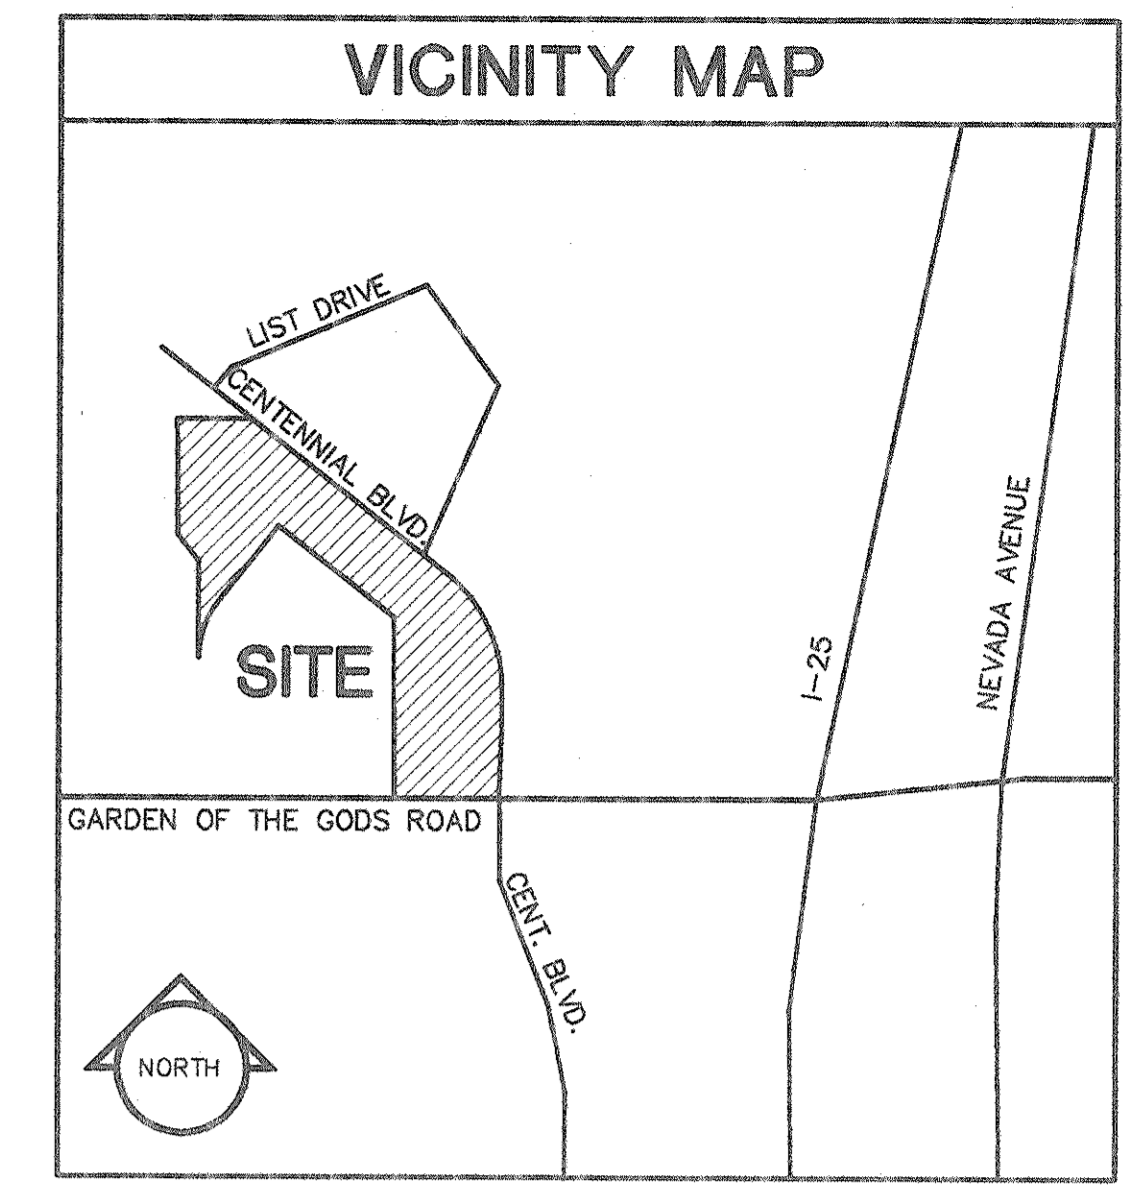 VICINITY MAP
LIST DRIVE
CENTENNIAL BLVD.
NEVADA AVENUE
I-25
SITE
GARDEN OF THE GODS ROAD
CENT. BLVD.
NORTH